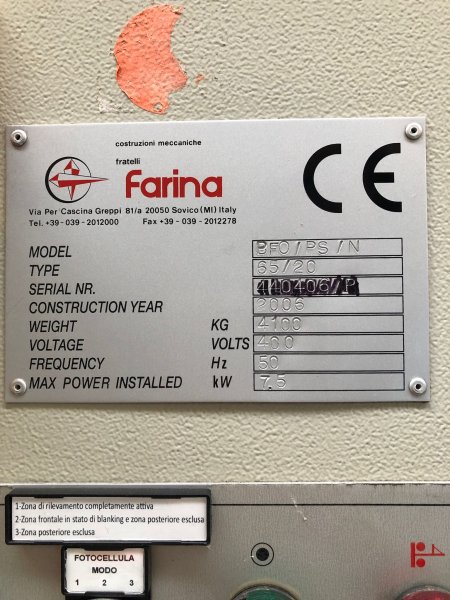 costruzioni meccaniche
fratelli
Farina
CE
Via Per Cascina Greppi 81/a 20050 Sovico (MI) Italy
Tel. +39-039-2012000 Fax +39-039-2012278
MODEL BFO/PS/N
TYPE 65/20
SERIAL NR. 440406/P
CONSTRUCTION YEAR 2006
WEIGHT KG 4100
VOLTAGE VOLTS 400
FREQUENCY Hz 50
MAX POWER INSTALLED kW 7.5
1-Zona di rilevamento completamente attiva
2-Zona frontale in stato di blanking e zona posteriore esclusa
3-Zona posteriore esclusa
FOTOCELLULA
MODO
1 2 3